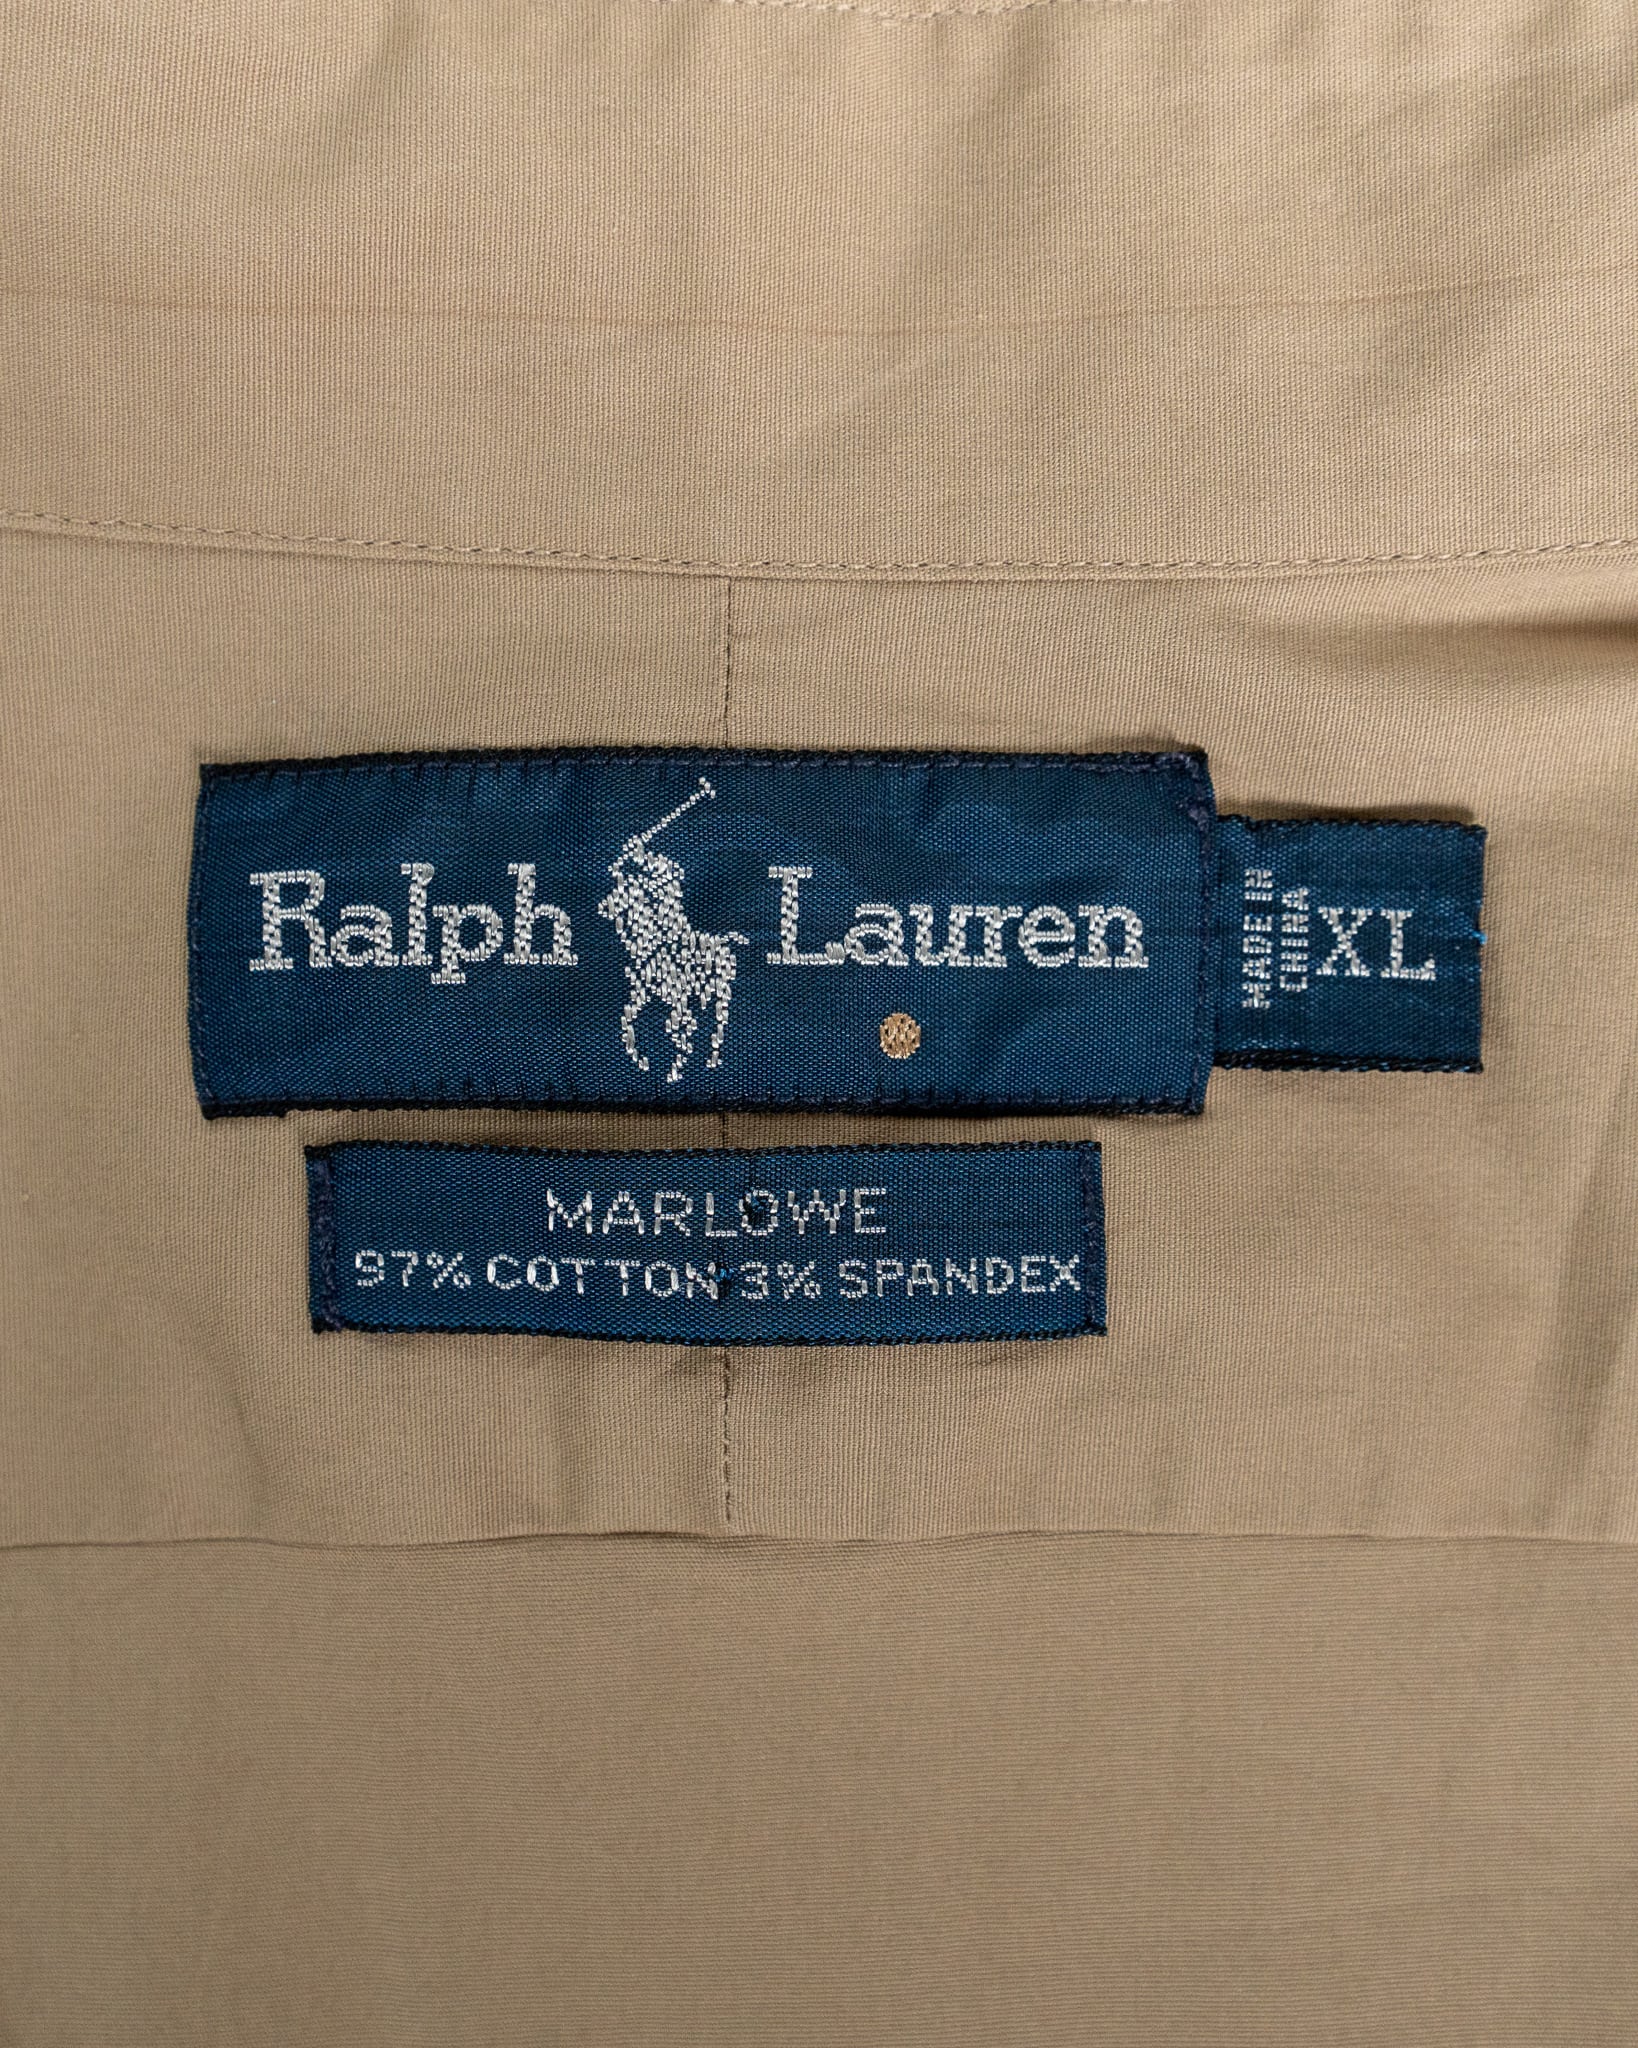 Ralph Lauren
MADE IN
CHINA
XL
MARLOWE
97% COTTON 3% SPANDEX